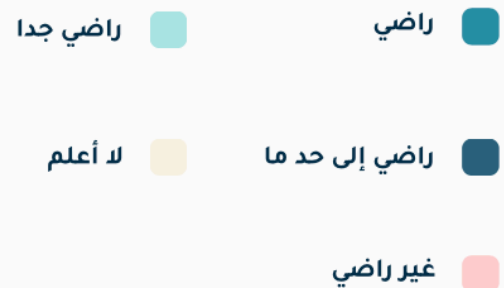 راضي
راضي جدا
راضي إلى حد ما
لا أعلم
غير راضي